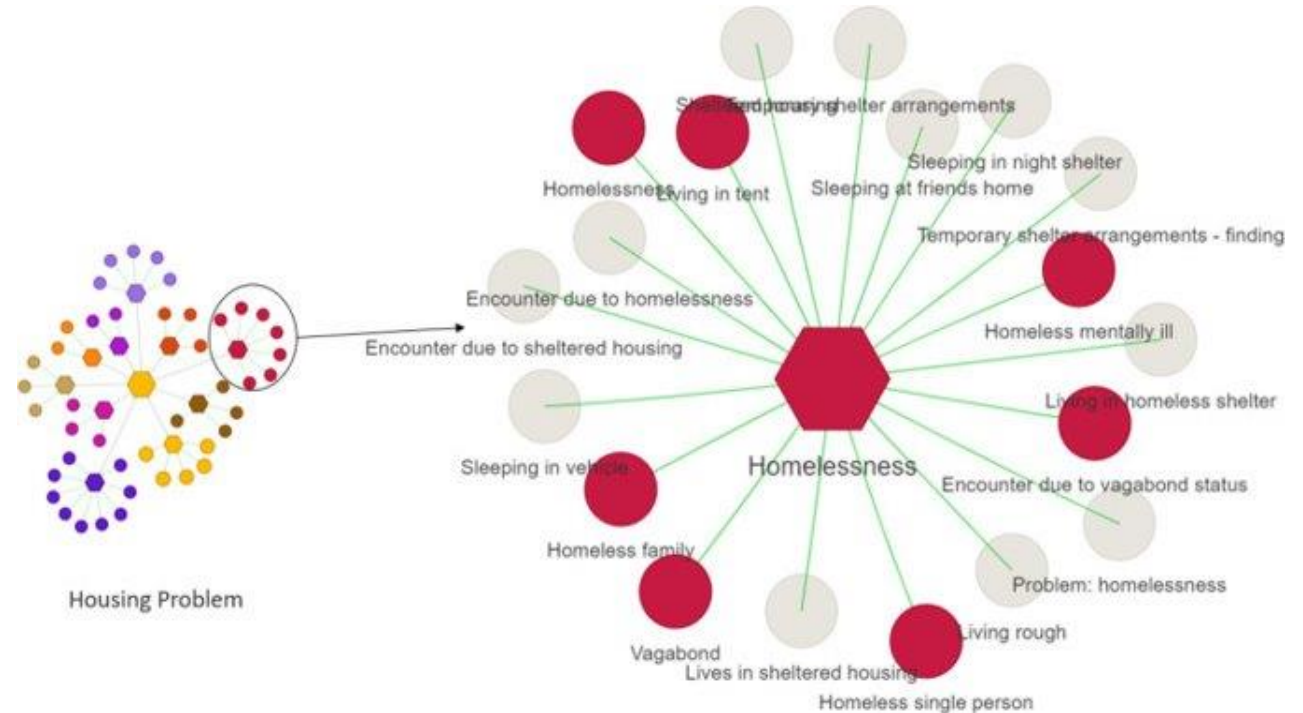 Sheltered housing
Temporary shelter arrangements
Sleeping in night shelter
Homelessness
Living in tent
Sleeping at friends home
Temporary shelter arrangements - finding
Encounter due to homelessness
Homeless mentally ill
Encounter due to sheltered housing
Living in homeless shelter
Sleeping in vehicle
Homelessness
Encounter due to vagabond status
Homeless family
Problem: homelessness
Housing Problem
Living rough
Vagabond
Lives in sheltered housing
Homeless single person